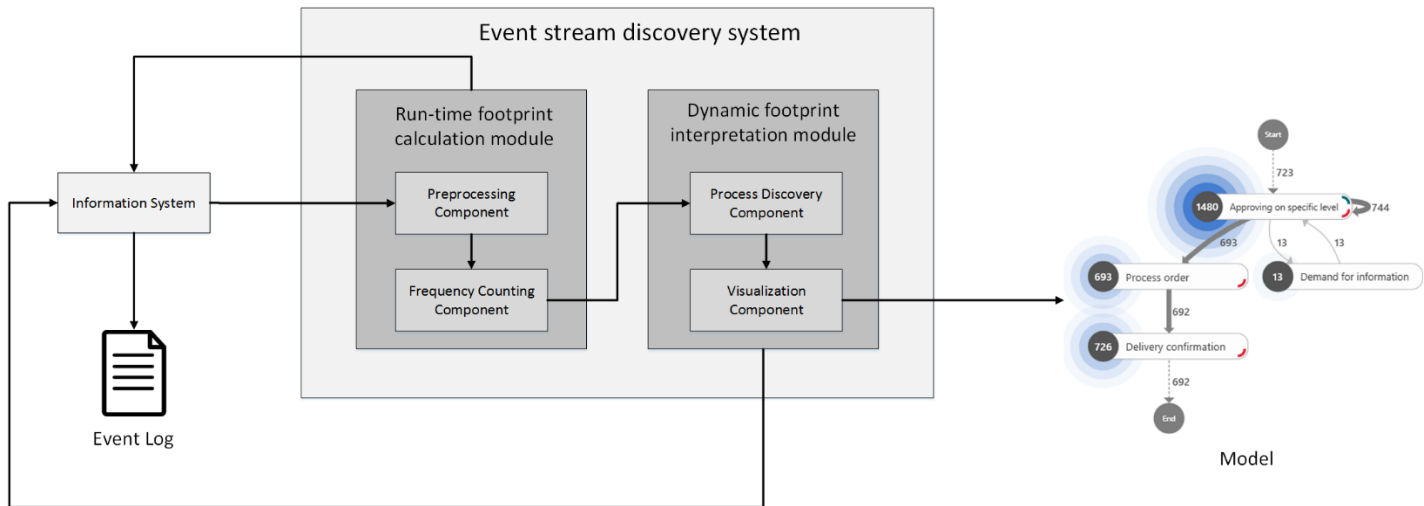 Event stream discovery system
Run-time footprint
calculation module
Dynamic footprint
interpretation module
Information System
Preprocessing
Component
Process Discovery
Component
Frequency Counting
Component
Visualization
Component
Event Log
Start
723
1480
Approving on specific level
744
693
13
13
693
Process order
13
Demand for information
692
726
Delivery confirmation
692
End
Model